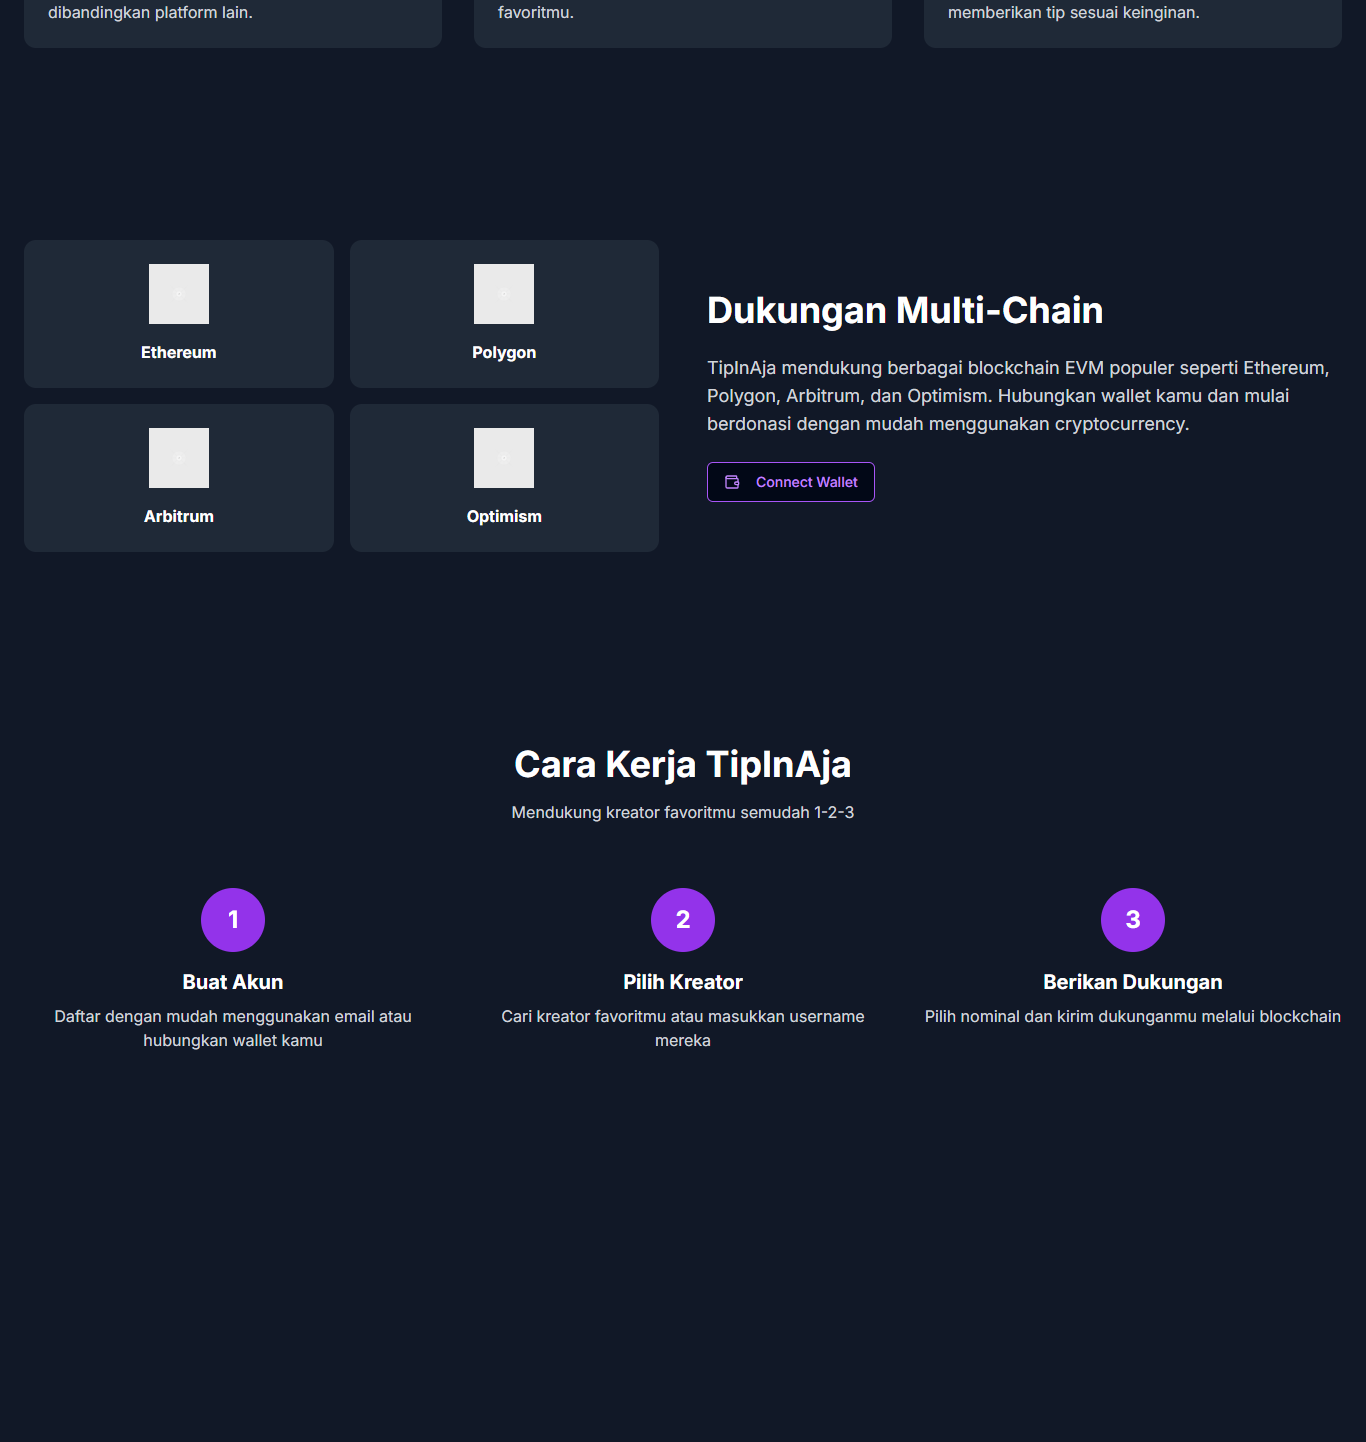 dibandingkan platform lain.
favoritmu.
memberikan tip sesuai keinginan.
Ethereum
Polygon
Arbitrum
Optimism
Dukungan Multi-Chain
TipInAja mendukung berbagai blockchain EVM populer seperti Ethereum,
Polygon, Arbitrum, dan Optimism. Hubungkan wallet kamu dan mulai
berdonasi dengan mudah menggunakan cryptocurrency.
Connect Wallet
Cara Kerja TipInAja
Mendukung kreator favoritmu semudah 1-2-3
1
Buat Akun
Daftar dengan mudah menggunakan email atau
hubungkan wallet kamu
2
Pilih Kreator
Cari kreator favoritmu atau masukkan username
mereka
3
Berikan Dukungan
Pilih nominal dan kirim dukunganmu melalui blockchain